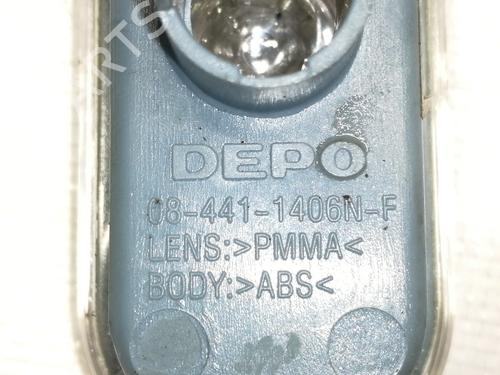 DEPO
08-441-1406N-F
LENS:>PMMA<
BODY:>ABS<